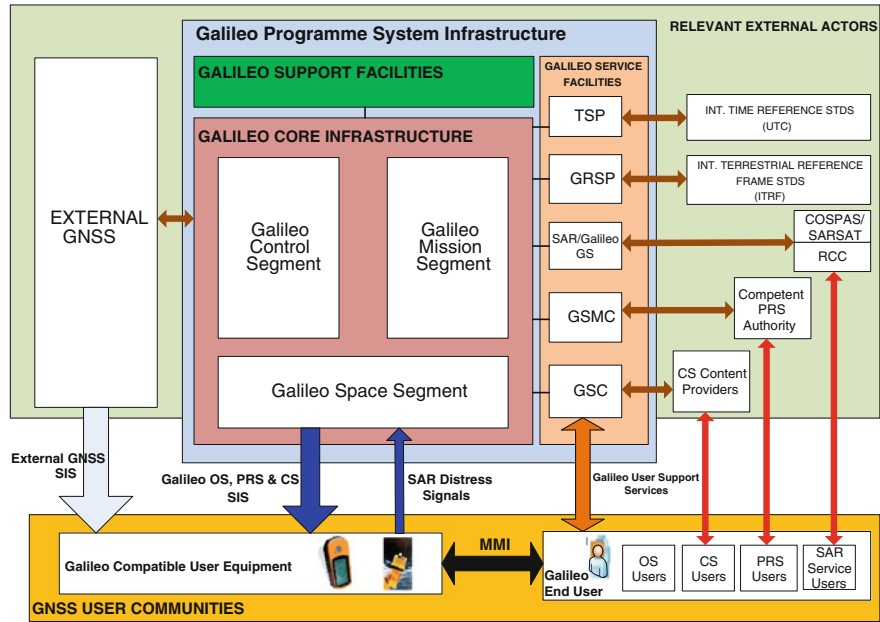 Galileo Programme System Infrastructure
RELEVANT EXTERNAL ACTORS
GALILEO SUPPORT FACILITIES
GALILEO SERVICE
FACILITIES
EXTERNAL
GNSS
GALILEO CORE INFRASTRUCTURE
Galileo
Control
Segment
Galileo
Mission
Segment
Galileo Space Segment
TSP
GRSP
SAR/Galileo
GS
GSMC
GSC
INT. TIME REFERENCE STDS
(UTC)
INT. TERRESTRIAL REFERENCE
FRAME STDS
(ITRF)
COSPAS/
SARSAT
RCC
Competent
PRS
Authority
CS Content
Providers
External GNSS
SIS
Galileo OS, PRS & CS
SIS
SAR Distress
Signals
Galileo User Support
Services
Galileo Compatible User Equipment
MMI
Galileo
End User
OS
Users
CS
Users
PRS
Users
SAR
Service
Users
GNSS USER COMMUNITIES